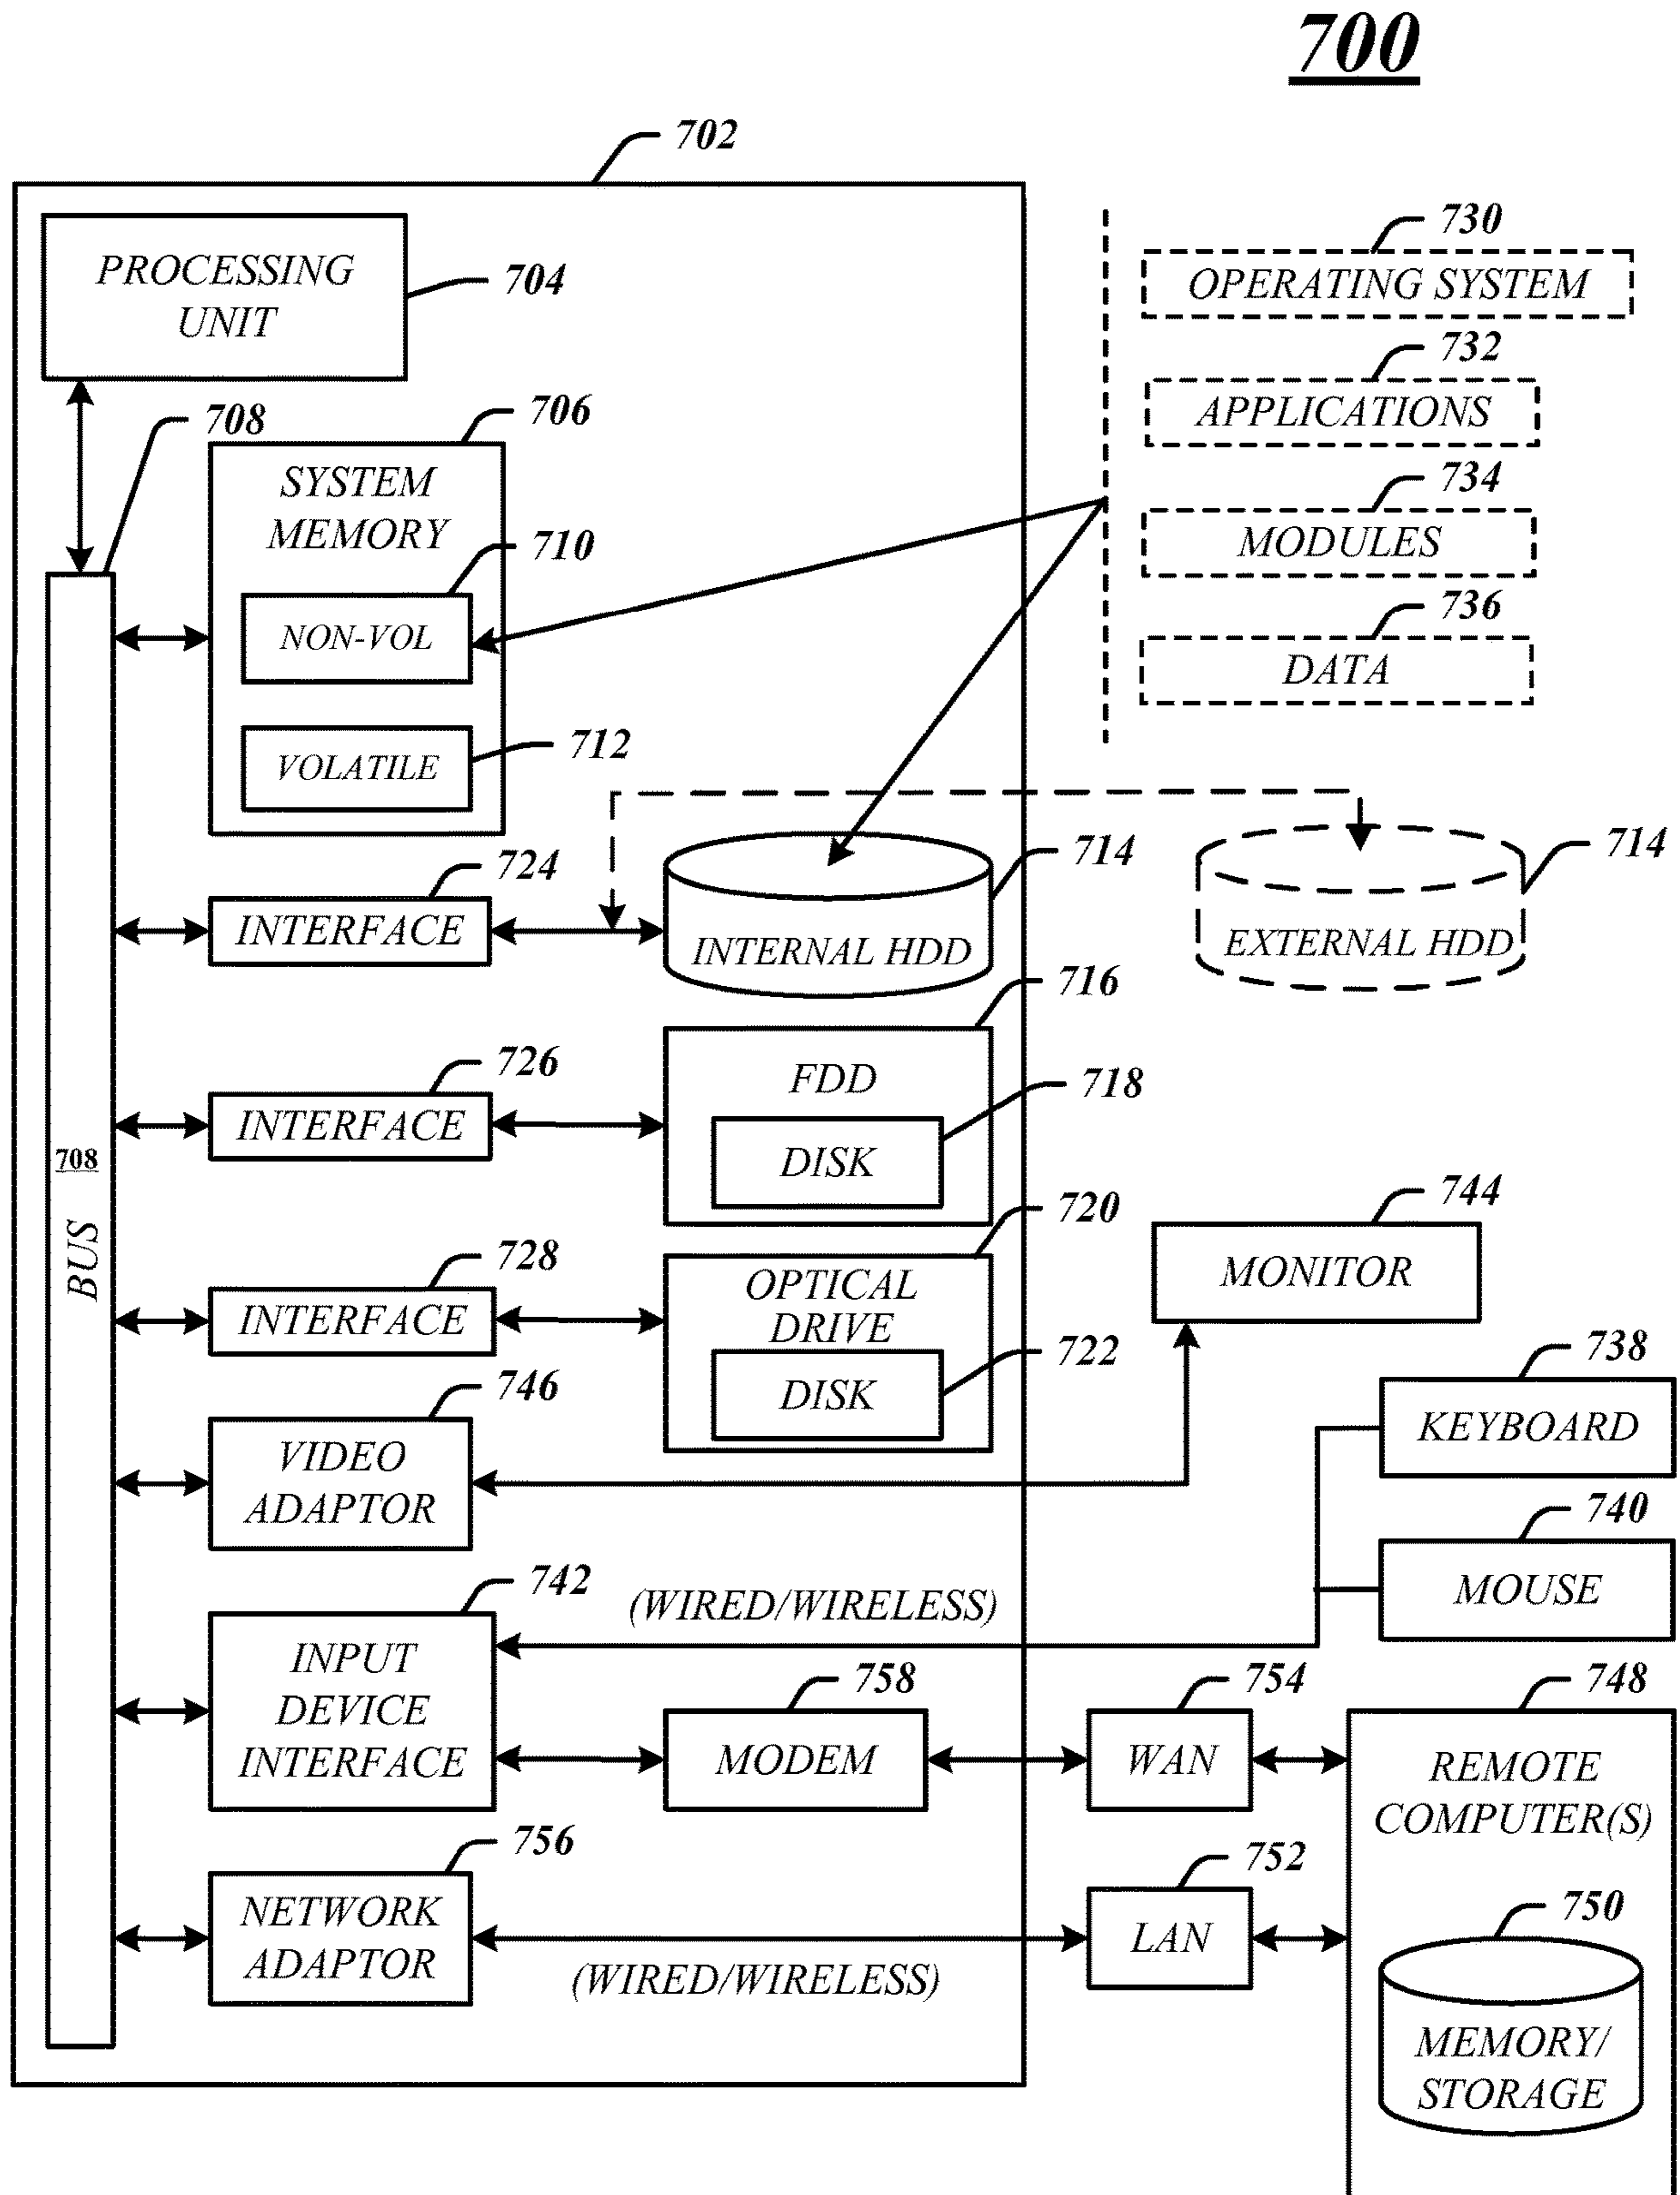 700
702
PROCESSING
UNIT
704
730
OPERATING SYSTEM
732
APPLICATIONS
734
MODULES
736
DATA
708
706
SYSTEM
MEMORY
710
NON-VOL
712
VOLATILE
724
INTERFACE
714
INTERNAL HDD
714
EXTERNAL HDD
726
INTERFACE
716
FDD
718
DISK
708
BUS
728
INTERFACE
720
OPTICAL
DRIVE
722
DISK
744
MONITOR
746
VIDEO
ADAPTOR
738
KEYBOARD
740
MOUSE
742
INPUT
DEVICE
INTERFACE
(WIRED/WIRELESS)
758
MODEM
754
WAN
748
REMOTE
COMPUTER(S)
756
NETWORK
ADAPTOR
(WIRED/WIRELESS)
752
LAN
750
MEMORY/
STORAGE